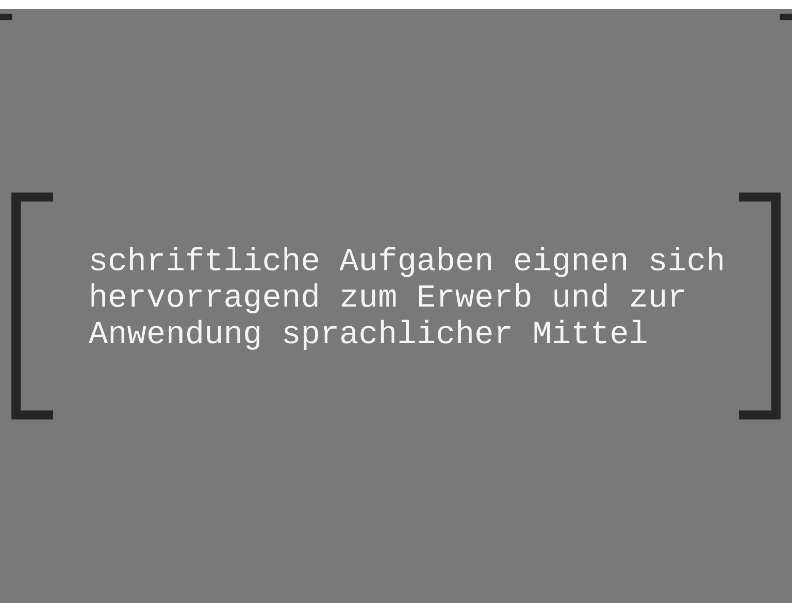 schriftliche Aufgaben eignen sich
hervorragend zum Erwerb und zur
Anwendung sprachlicher Mittel